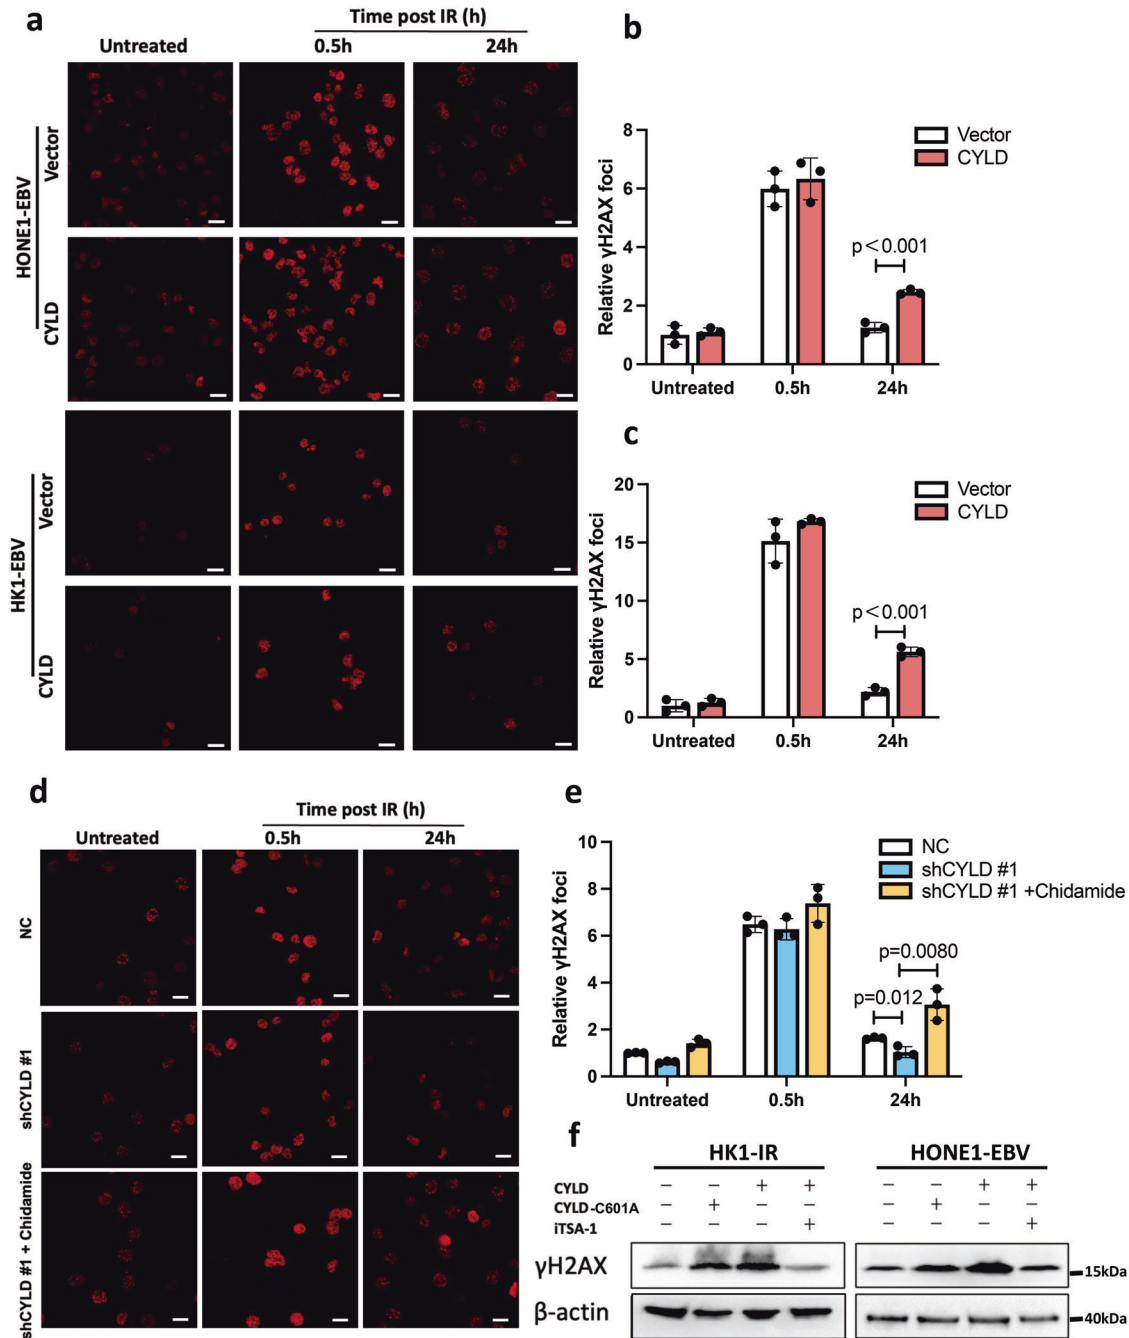 a
Time post IR (h)
Untreated
0.5h
24h
HONE1-EBV
Vector
CYLD
HK1-EBV
Vector
CYLD
b
Relative γH2AX foci
8
6
4
2
0
Vector
CYLD
p<0.001
Untreated
0.5h
24h
c
Relative γH2AX foci
20
15
10
5
0
Vector
CYLD
p<0.001
Untreated
0.5h
24h
d
Time post IR (h)
Untreated
0.5h
24h
NC
shCYLD #1
shCYLD #1 + Chidamide
e
Relative γH2AX foci
10
8
6
4
2
0
NC
shCYLD #1
shCYLD #1 +Chidamide
p=0.0080
p=0.012
Untreated
0.5h
24h
f
HK1-IR
HONE1-EBV
CYLD − − + + − − + +
CYLD-C601A − + − − − + − −
iTSA-1 − − − + − − − +
γH2AX
15kDa
β-actin
40kDa